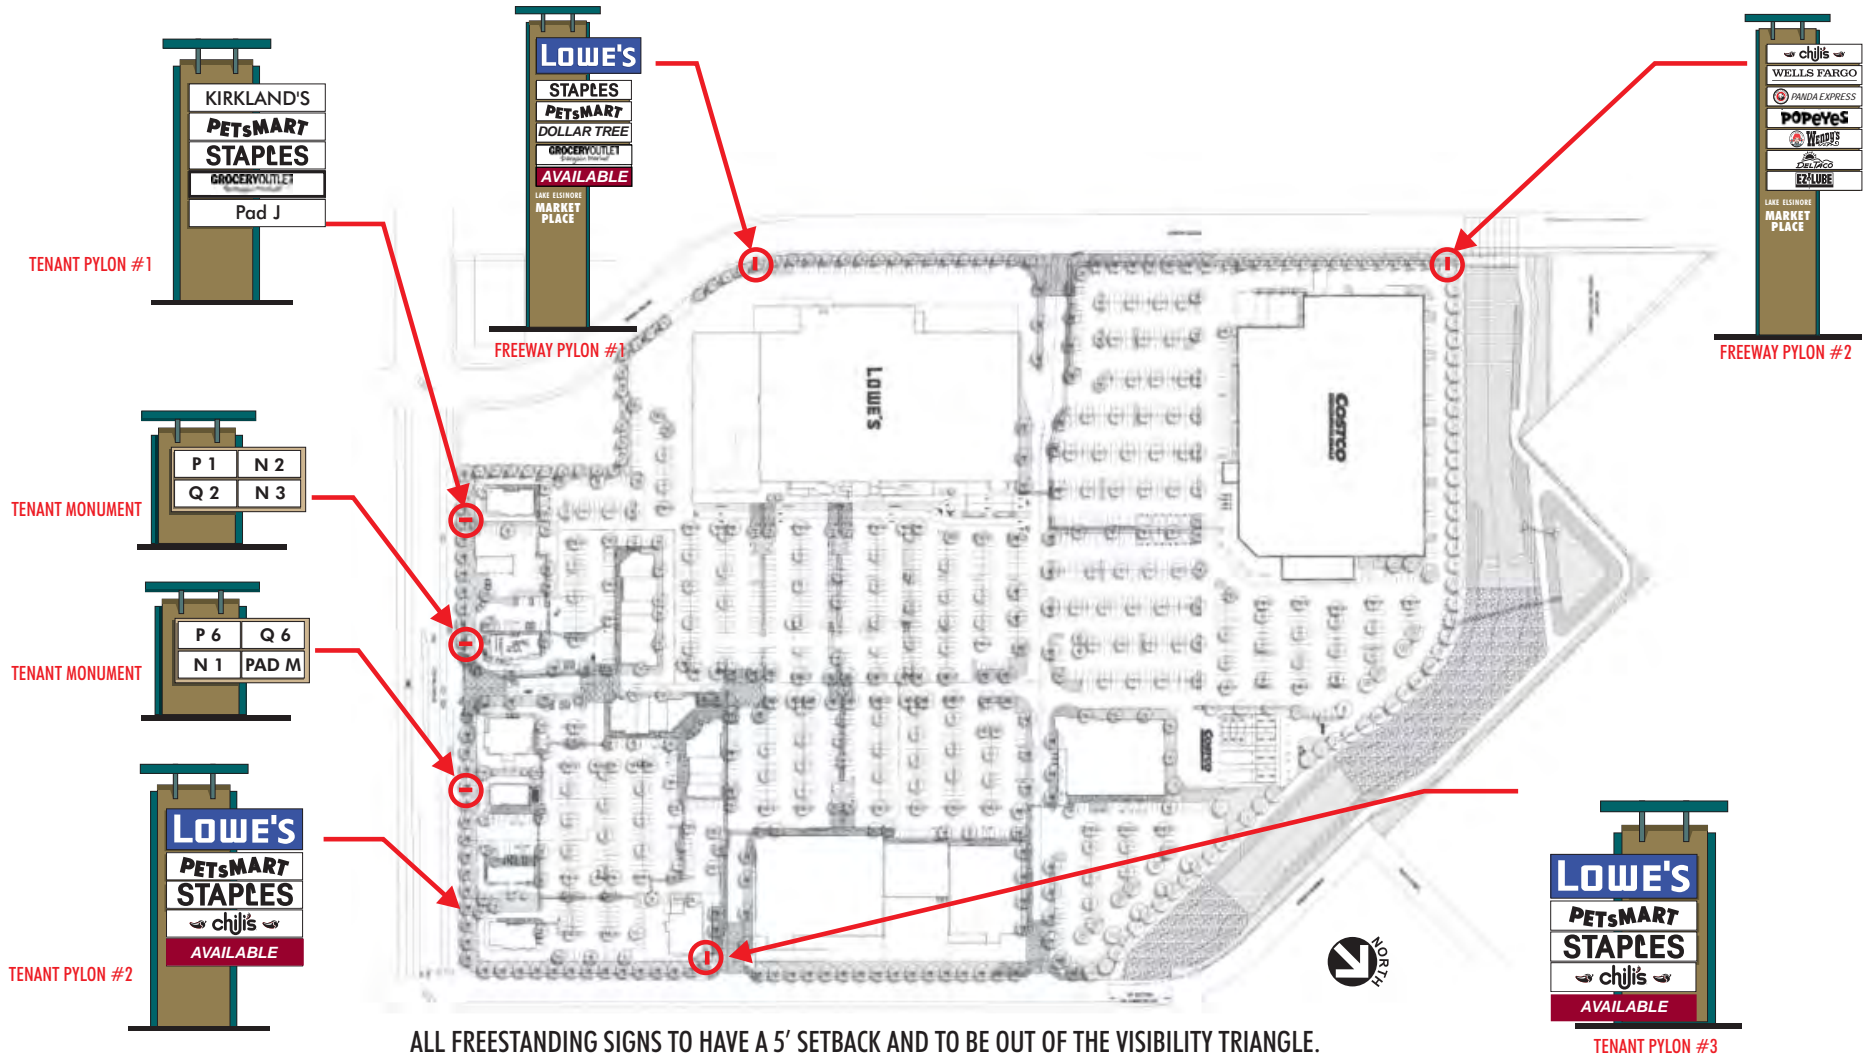 KIRKLAND'S
PETSMART
STAPLES
GROCERYOUTLET
Pad J
TENANT PYLON #1
LOWE'S
STAPLES
PETSMART
DOLLAR TREE
GROCERYOUTLET
AVAILABLE
LAKE ELSINORE
MARKET
PLACE
FREEWAY PYLON #1
chili's
WELLS FARGO
PANDA EXPRESS
POPEYES
WENDY'S
DEL TACO
EZ LUBE
LAKE ELSINORE
MARKET
PLACE
FREEWAY PYLON #2
P 1 N 2
Q 2 N 3
TENANT MONUMENT
P 6 Q 6
N 1 PAD M
TENANT MONUMENT
LOWE'S
PETSMART
STAPLES
chili's
AVAILABLE
TENANT PYLON #2
LOWE'S
COSTCO
COSTCO
NORTH
LOWE'S
PETSMART
STAPLES
chili's
AVAILABLE
TENANT PYLON #3
ALL FREESTANDING SIGNS TO HAVE A 5' SETBACK AND TO BE OUT OF THE VISIBILITY TRIANGLE.